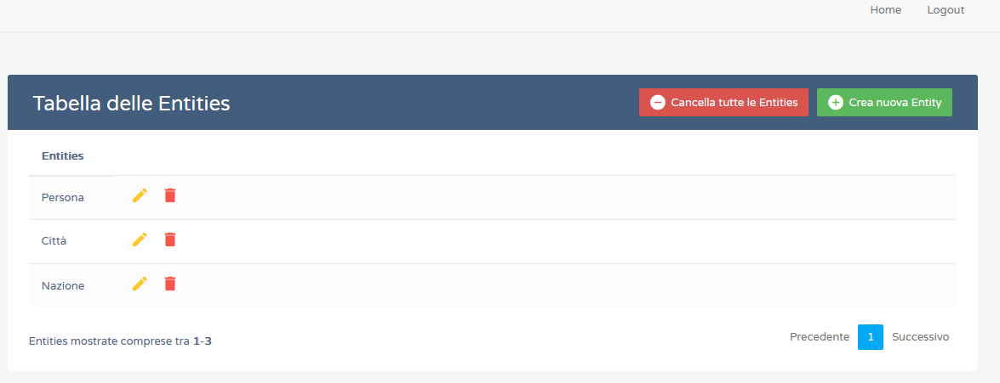 Home Logout
Tabella delle Entities Cancella tutte le Entities Crea nuova Entity
Entities
Persona
Città
Nazione
Entities mostrate comprese tra 1-3 Precedente 1 Successivo